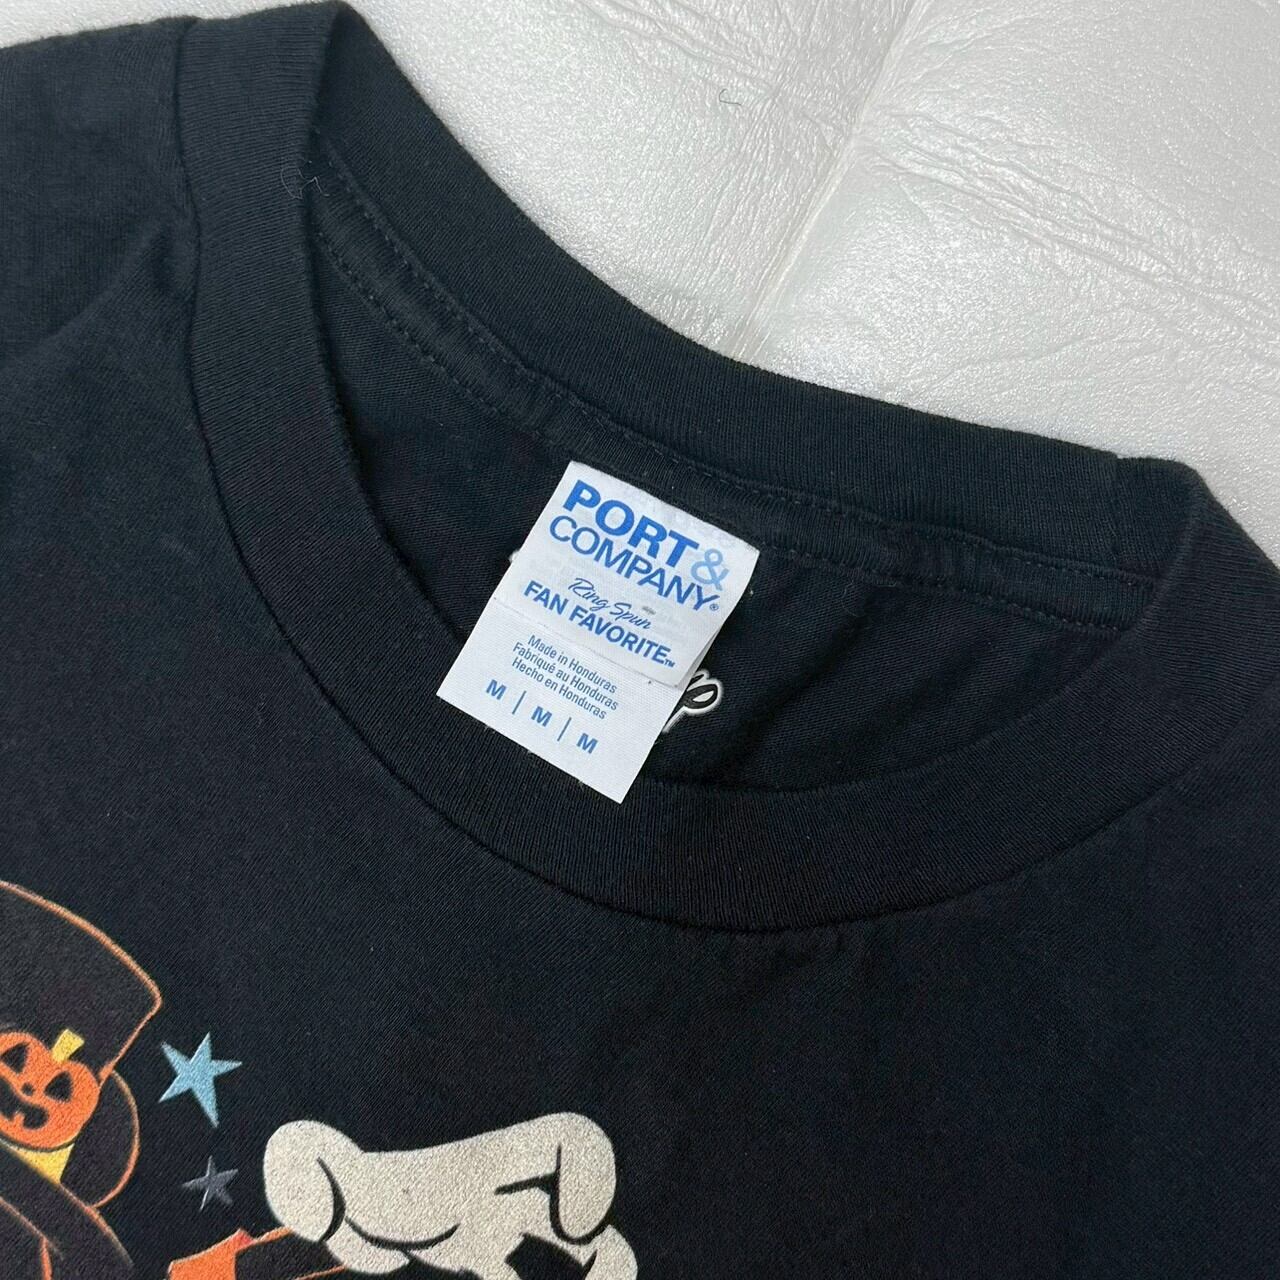 PORT &
COMPANY®
Ring Spun
FAN FAVORITE™
Made in Honduras
Fabriqué au Honduras
Hecho en Honduras
M | M | M